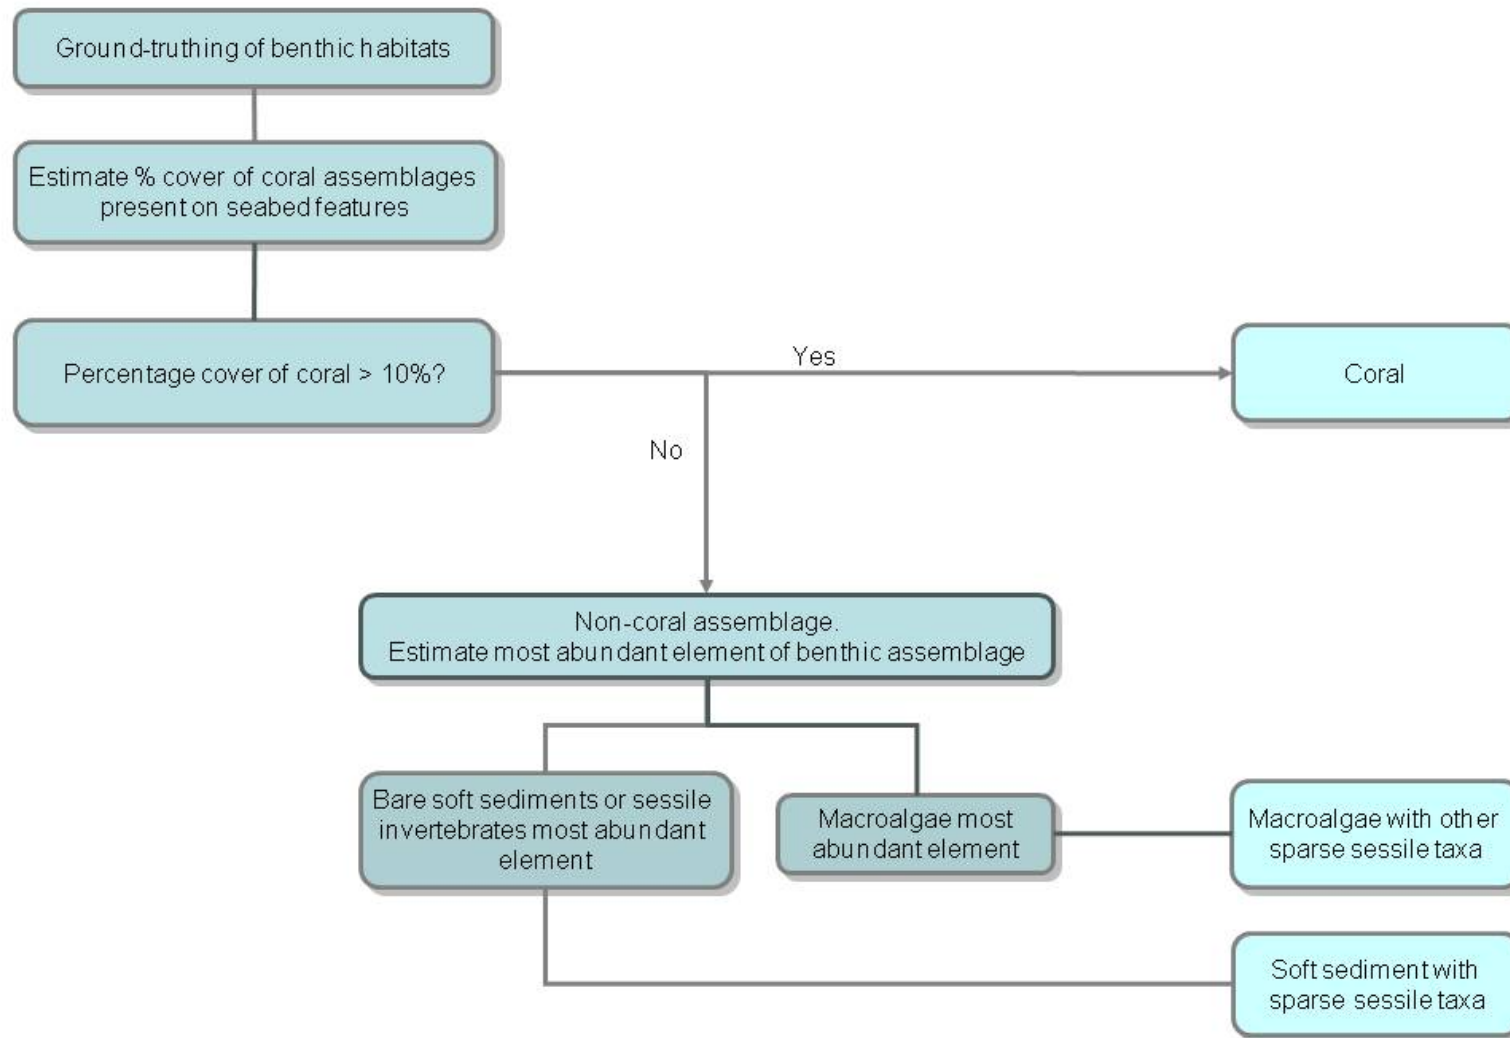 Ground-truthing of benthic habitats
Estimate % cover of coral assemblages
present on seabed features
Percentage cover of coral > 10%?
Yes
Coral
No
Non-coral assemblage.
Estimate most abundant element of benthic assemblage
Bare soft sediments or sessile
invertebrates most abundant
element
Macroalgae most
abundant element
Macroalgae with other
sparse sessile taxa
Soft sediment with
sparse sessile taxa